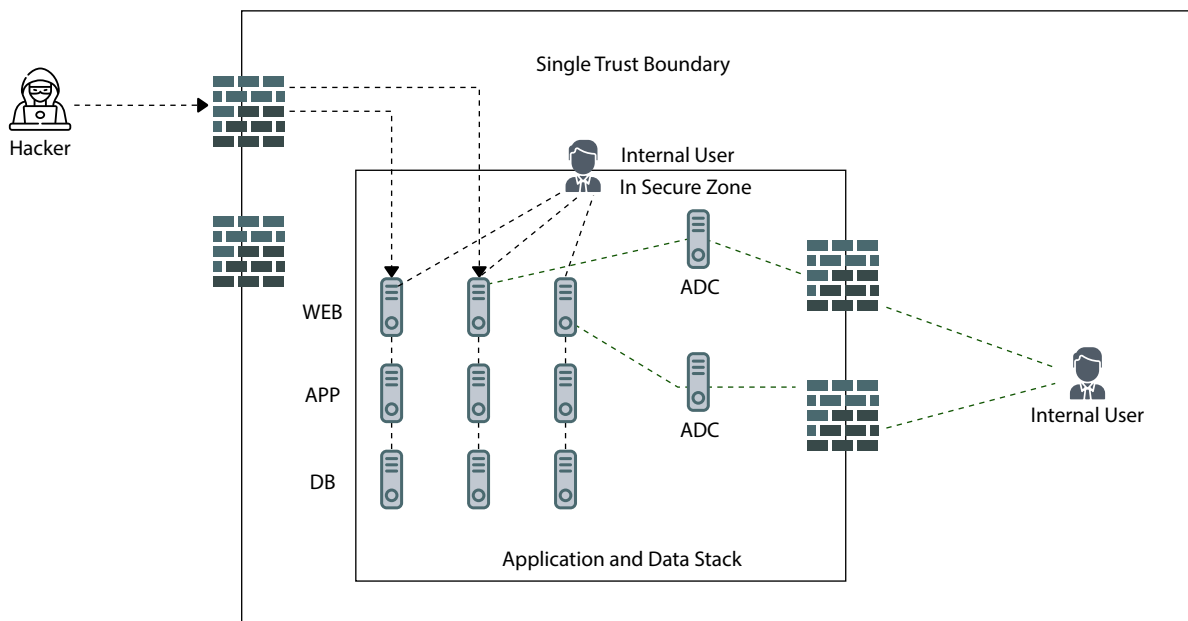 Single Trust Boundary
Hacker
Internal User
In Secure Zone
ADC
WEB
ADC
APP
Internal User
DB
Application and Data Stack